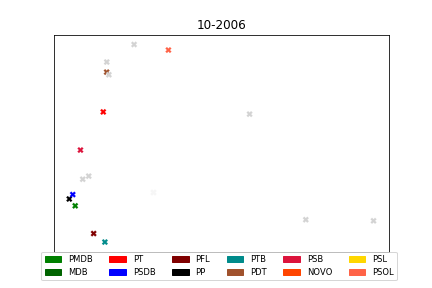 10-2006
PMDB PT PFL PTB PSB PSL
MDB PSDB PP PDT NOVO PSOL